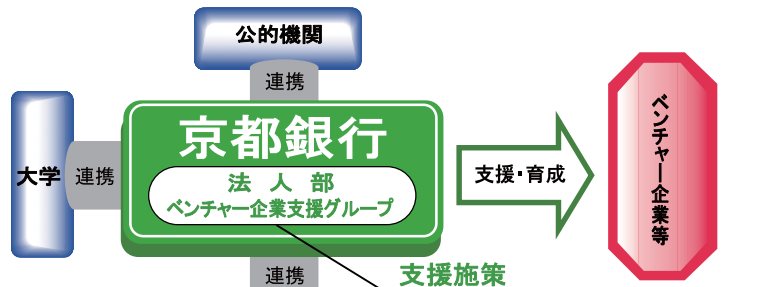 公的機関
連携
京都銀行
法人部
ベンチャー企業支援グループ
大学
連携
支援・育成
ベンチャー企業等
連携
支援施策